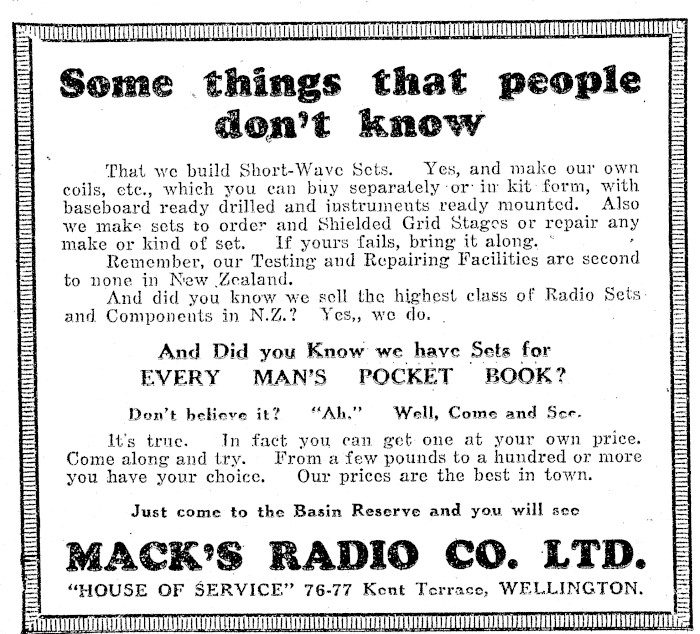 Some things that people
don't know
That we build Short-Wave Sets. Yes, and make our own
coils, etc., which you can buy separately or in kit form, with
baseboard ready drilled and instruments ready mounted. Also
we make sets to order and Shielded Grid Stages or repair any
make or kind of set. If yours fails, bring it along.
Remember, our Testing and Repairing Facilities are second
to none in New Zealand.
And did you know we sell the highest class of Radio Sets
and Components in N.Z.? Yes,, we do.
And Did you Know we have Sets for
EVERY MAN'S POCKET BOOK?
Don't believe it? "Ah." Well, Come and See.
It's true. In fact you can get one at your own price.
Come along and try. From a few pounds to a hundred or more
you have your choice. Our prices are the best in town.
Just come to the Basin Reserve and you will see
MACK'S RADIO CO. LTD.
"HOUSE OF SERVICE" 76-77 Kent Terrace, WELLINGTON.